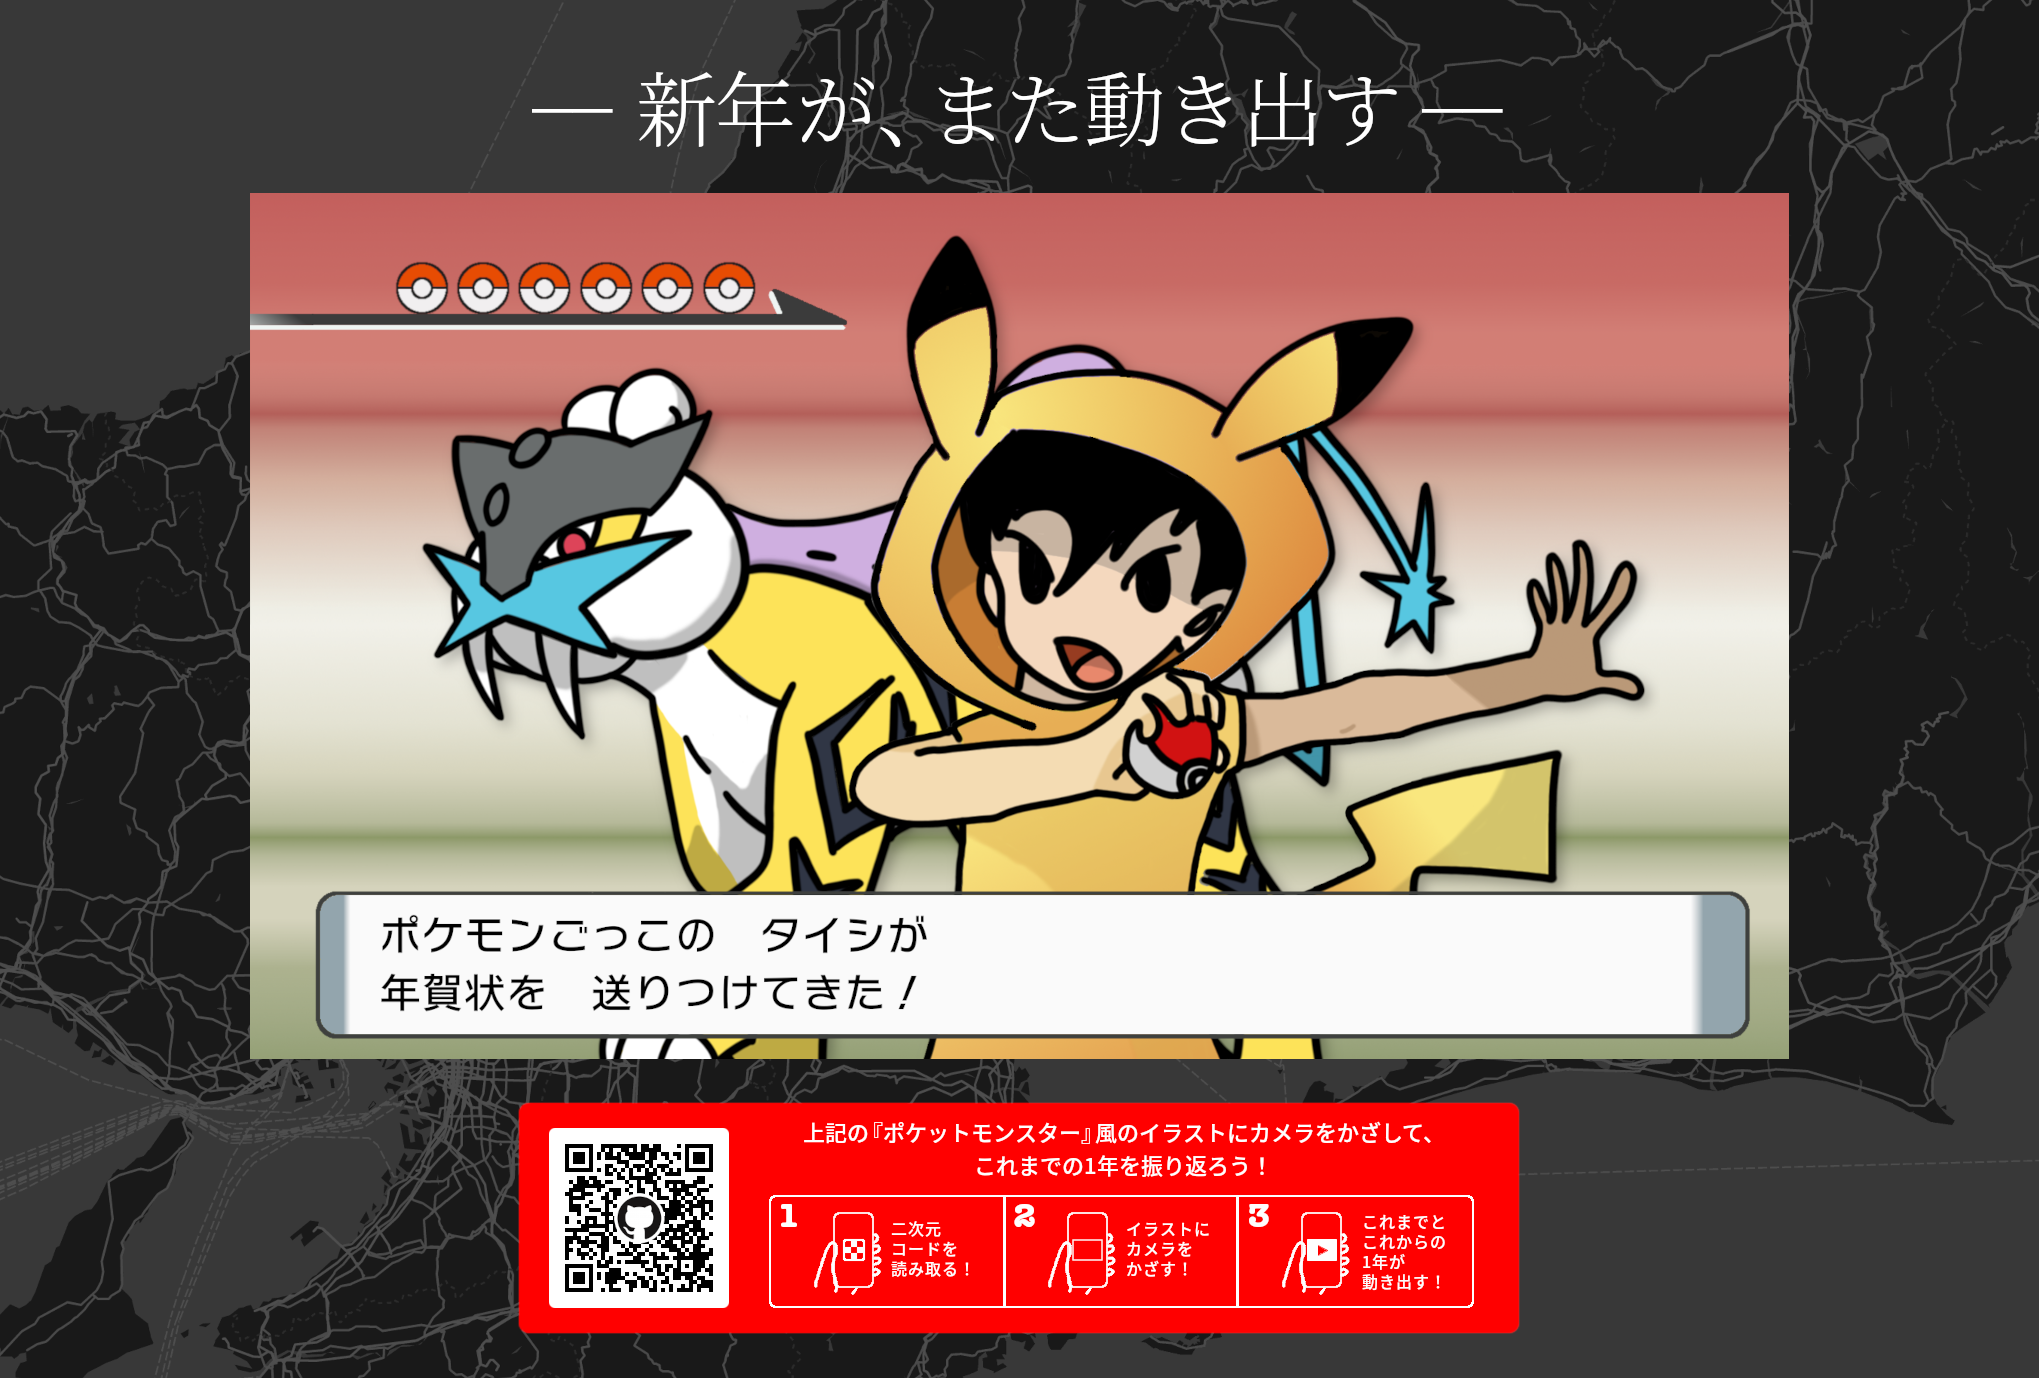 ― 新年が、また動き出す ―
ポケモンごっこの　タイシが
年賀状を　送りつけてきた！
上記の『ポケットモンスター』風のイラストにカメラをかざして、
これまでの1年を振り返ろう！
1
二次元
コードを
読み取る！
2
イラストに
カメラを
かざす！
3
これまでと
これからの
1年が
動き出す！